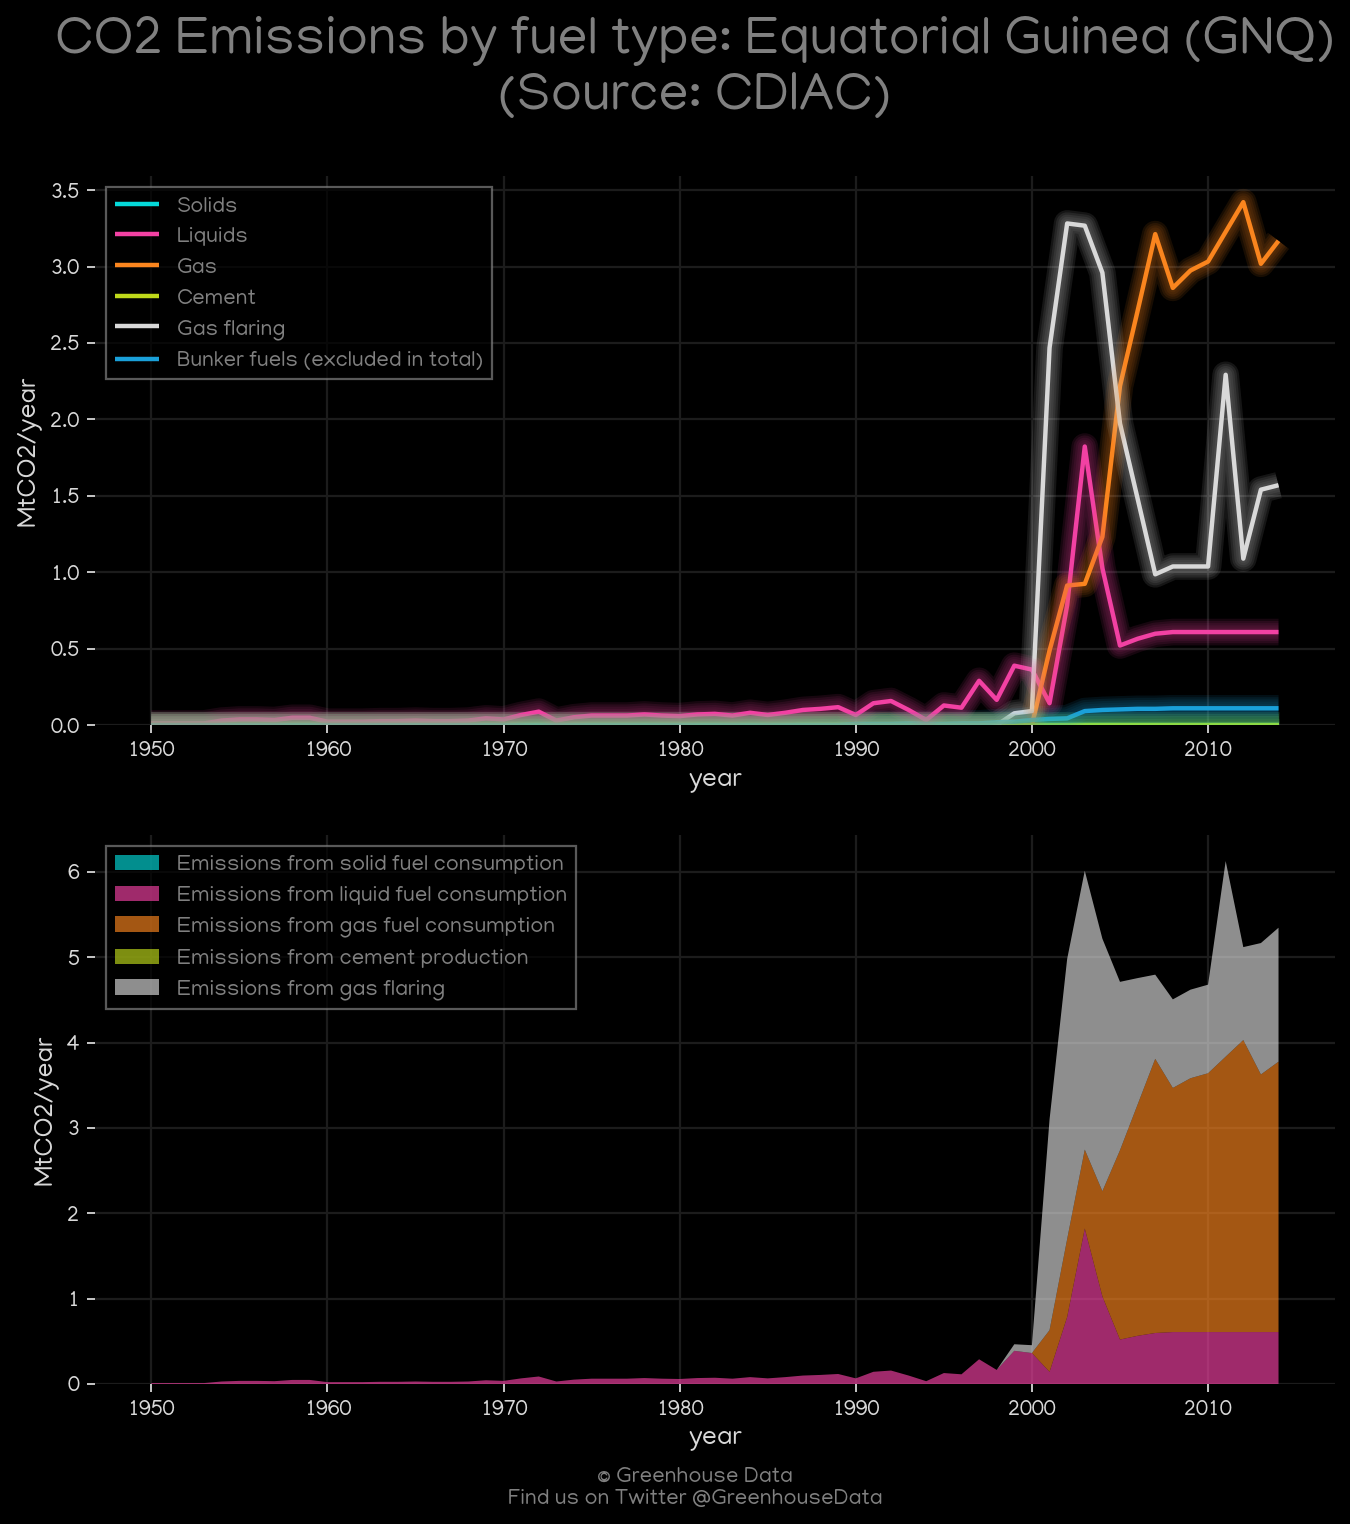 CO2 Emissions by fuel type: Equatorial Guinea (GNQ)
(Source: CDIAC)
3.5
3.0
2.5
2.0
1.5
1.0
0.5
0.0
MtCO2/year
Solids
Liquids
Gas
Cement
Gas flaring
Bunker fuels (excluded in total)
1950 1960 1970 1980 1990 2000 2010
year
6
5
4
3
2
1
0
MtCO2/year
Emissions from solid fuel consumption
Emissions from liquid fuel consumption
Emissions from gas fuel consumption
Emissions from cement production
Emissions from gas flaring
1950 1960 1970 1980 1990 2000 2010
year
© Greenhouse Data
Find us on Twitter @GreenhouseData